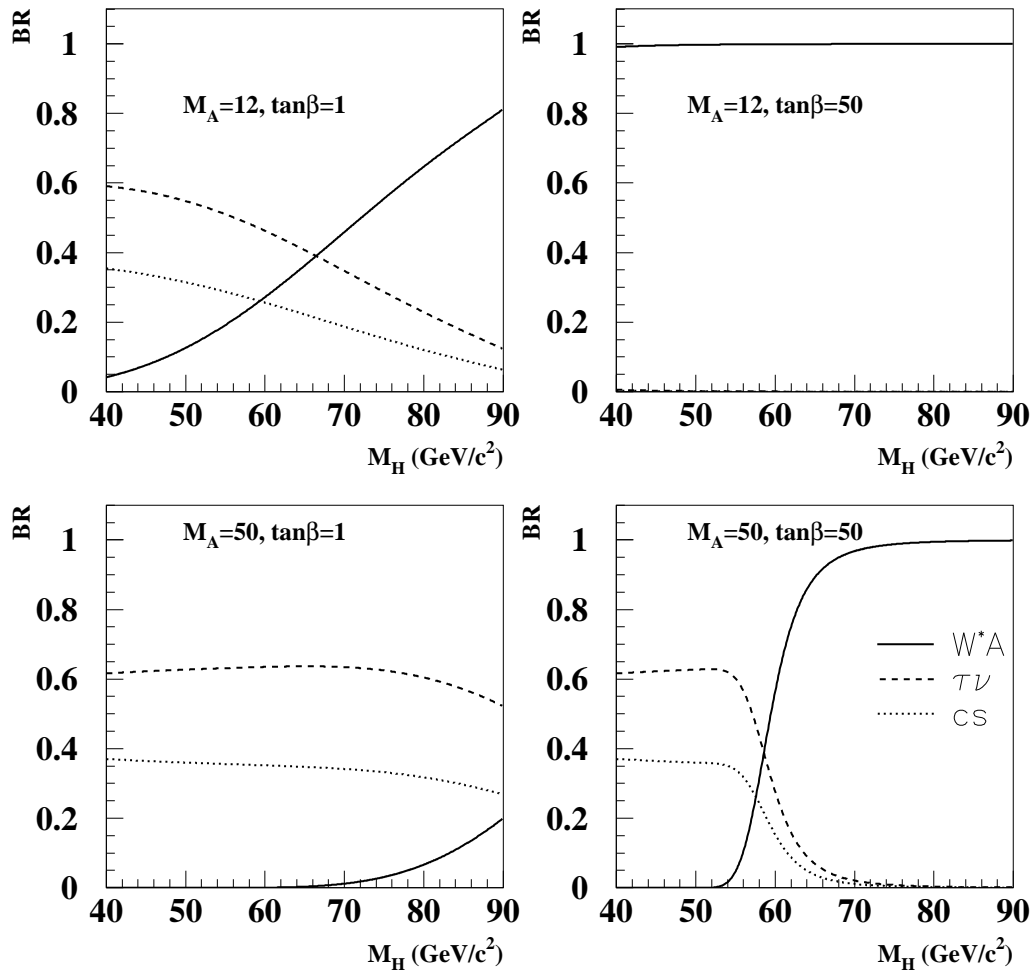 BR
1
0.8
0.6
0.4
0.2
0
M_A=12, tanβ=1
40 50 60 70 80 90
M_H (GeV/c²)
BR
1
0.8
0.6
0.4
0.2
0
M_A=12, tanβ=50
40 50 60 70 80 90
M_H (GeV/c²)
BR
1
0.8
0.6
0.4
0.2
0
M_A=50, tanβ=1
40 50 60 70 80 90
M_H (GeV/c²)
BR
1
0.8
0.6
0.4
0.2
0
M_A=50, tanβ=50
W*A
τν
cs
40 50 60 70 80 90
M_H (GeV/c²)